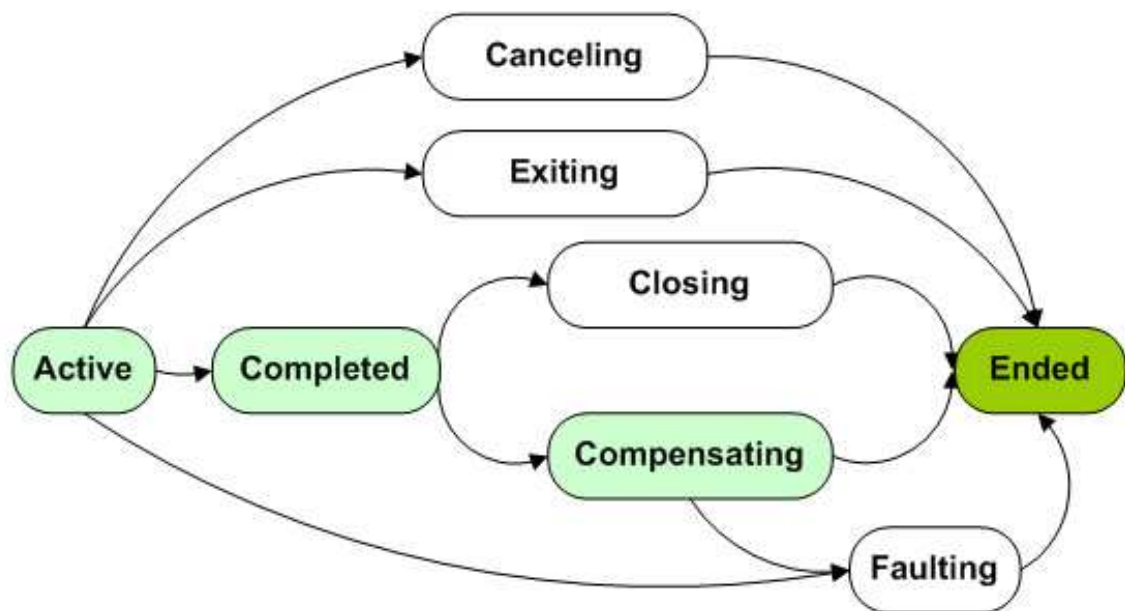 Canceling
Exiting
Closing
Active
Completed
Ended
Compensating
Faulting